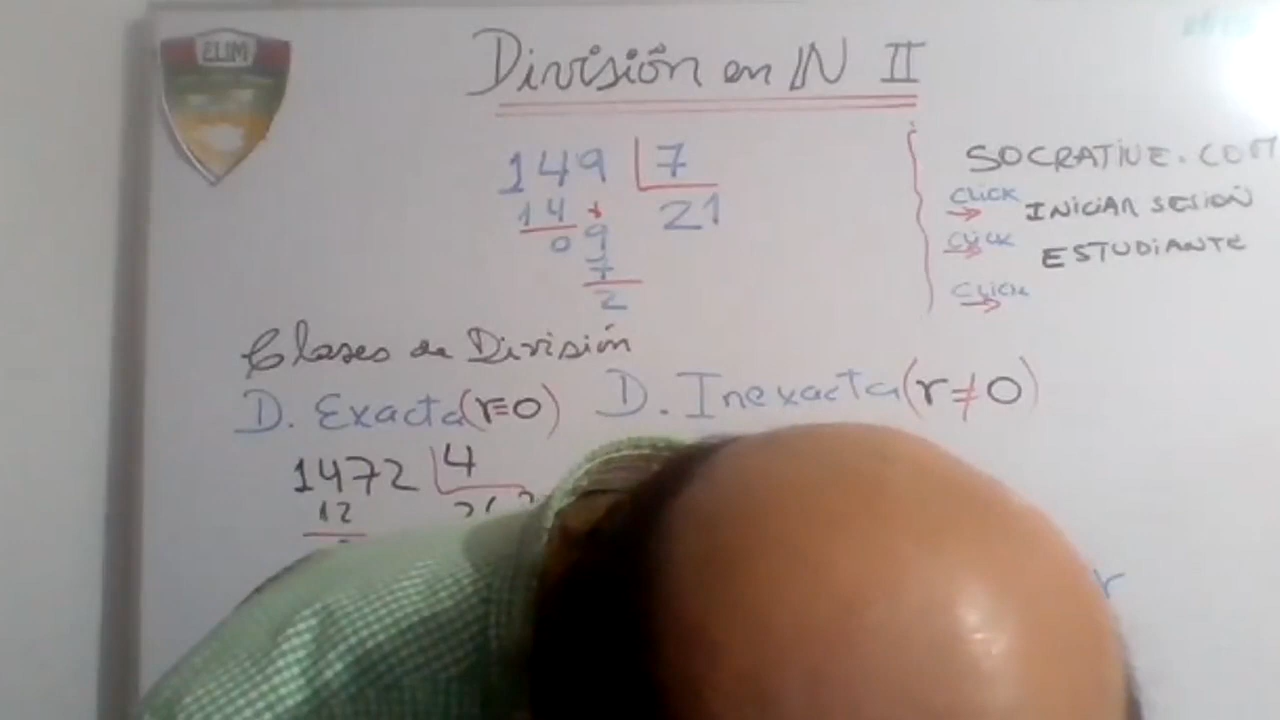 ELIM
División en IN II
149 7
14 21
09
7
2
SOCRATIVE.COM
CLICK INICIAR SESIÓN
CLICK ESTUDIANTE
CLICK
Clases de División
D. Exacta (r=0) D. Inexacta (r≠0)
1472 4
12
r